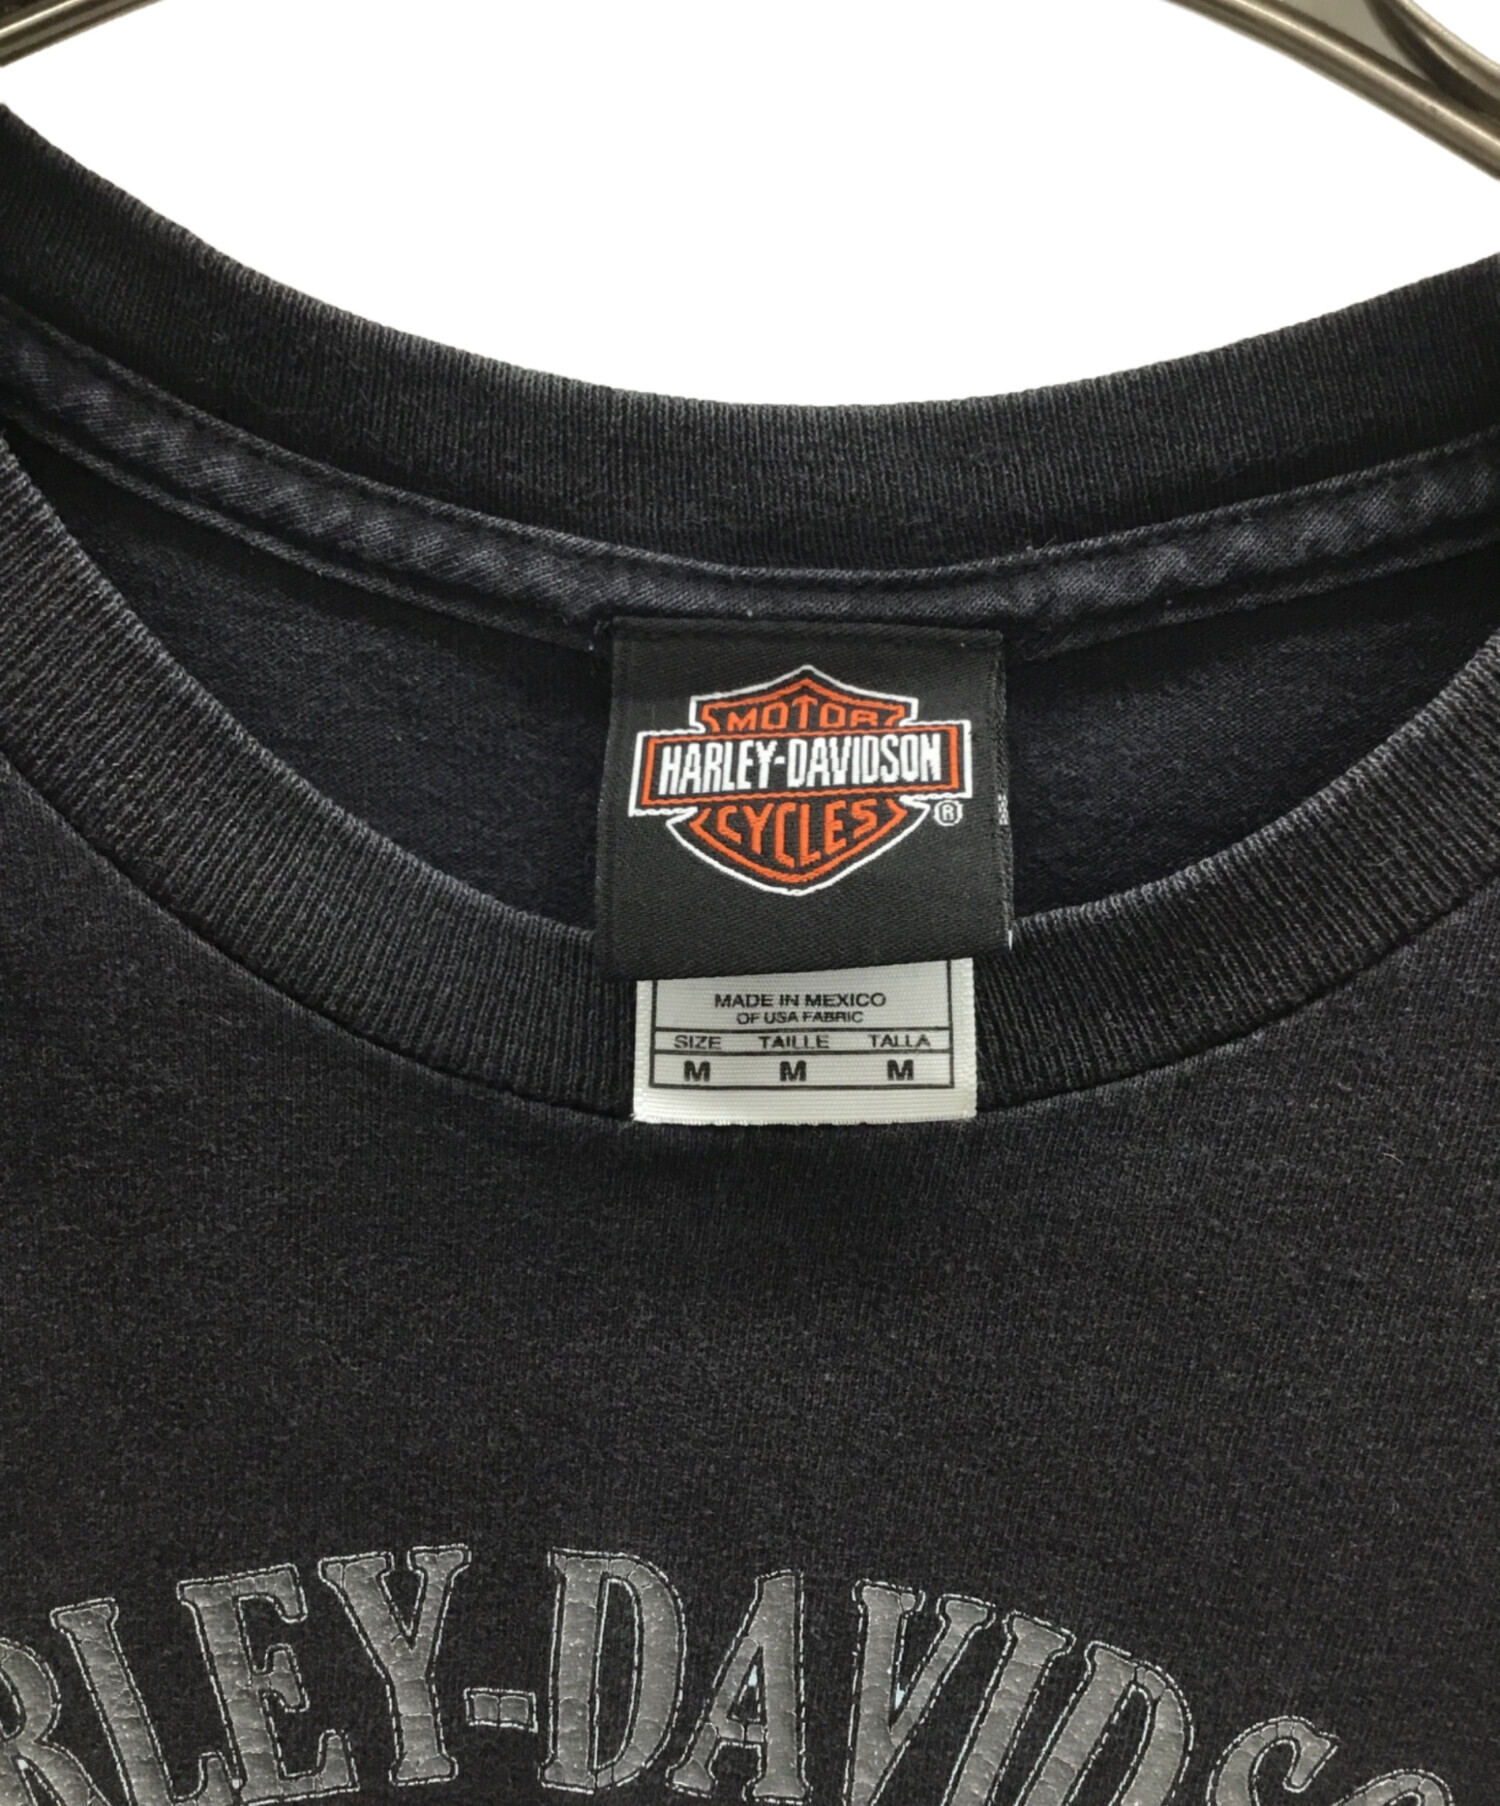 MOTOR
HARLEY-DAVIDSON
CYCLES
®
MADE IN MEXICO
OF USA FABRIC
SIZE TAILLE TALLA
M M M
RLEY-DAVIDSO